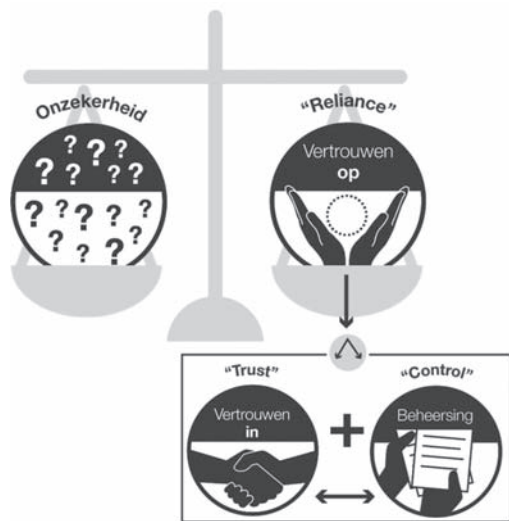 Onzekerheid
“Reliance”
Vertrouwen
op
? ? ? ? ? ? ? ?
? ? ? ? ? ? ? ? ?
“Trust”
“Control”
Vertrouwen
in
+
Beheersing